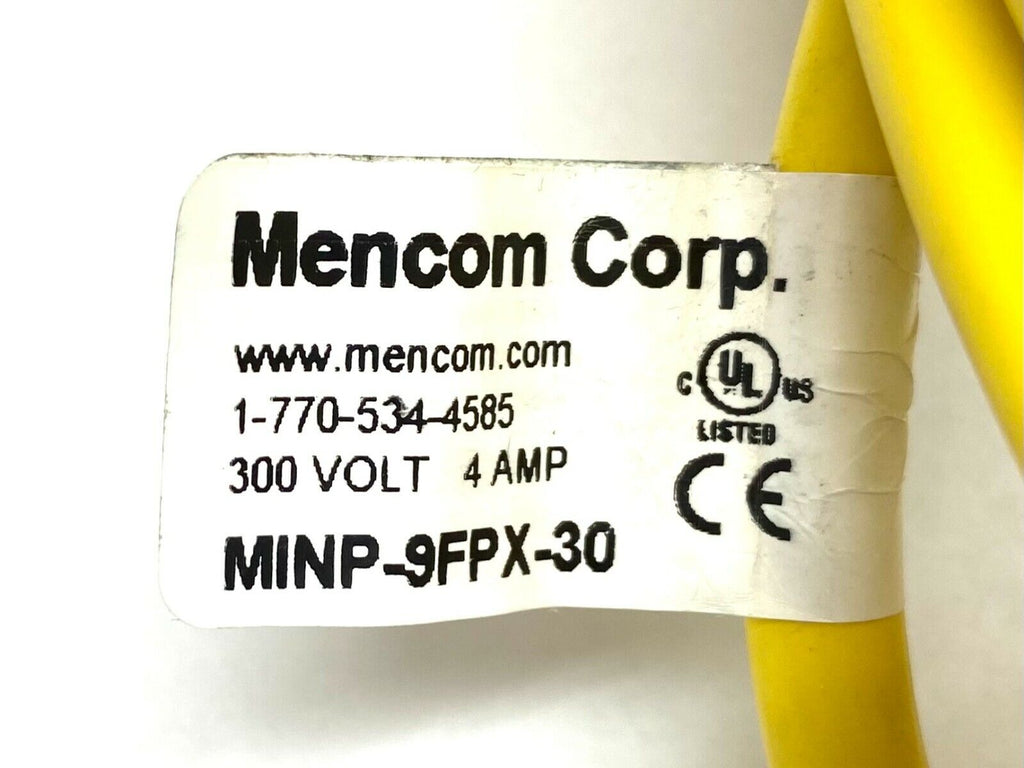 Mencom Corp.
www.mencom.com
1-770-534-4585
300 VOLT 4 AMP
MINP-9FPX-30
C UL US
LISTED
CE